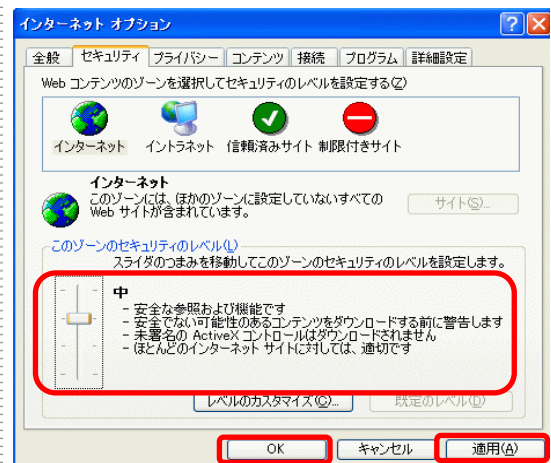 インターネット オプション
全般 セキュリティ プライバシー コンテンツ 接続 プログラム 詳細設定
Web コンテンツのゾーンを選択してセキュリティのレベルを設定する(Z)
インターネット イントラネット 信頼済みサイト 制限付きサイト
インターネット
このゾーンには、ほかのゾーンに設定していないすべての
Web サイトが含まれています。
サイト(S)...
このゾーンのセキュリティのレベル(L)
スライダのつまみを移動してこのゾーンのセキュリティのレベルを設定します。
中
- 安全な参照および機能です
- 安全でない可能性のあるコンテンツをダウンロードする前に警告します
- 未署名の ActiveX コントロールはダウンロードされません
- ほとんどのインターネット サイトに対しては、適切です
レベルのカスタマイズ(C)... 既定のレベル(D)
OK キャンセル 適用(A)